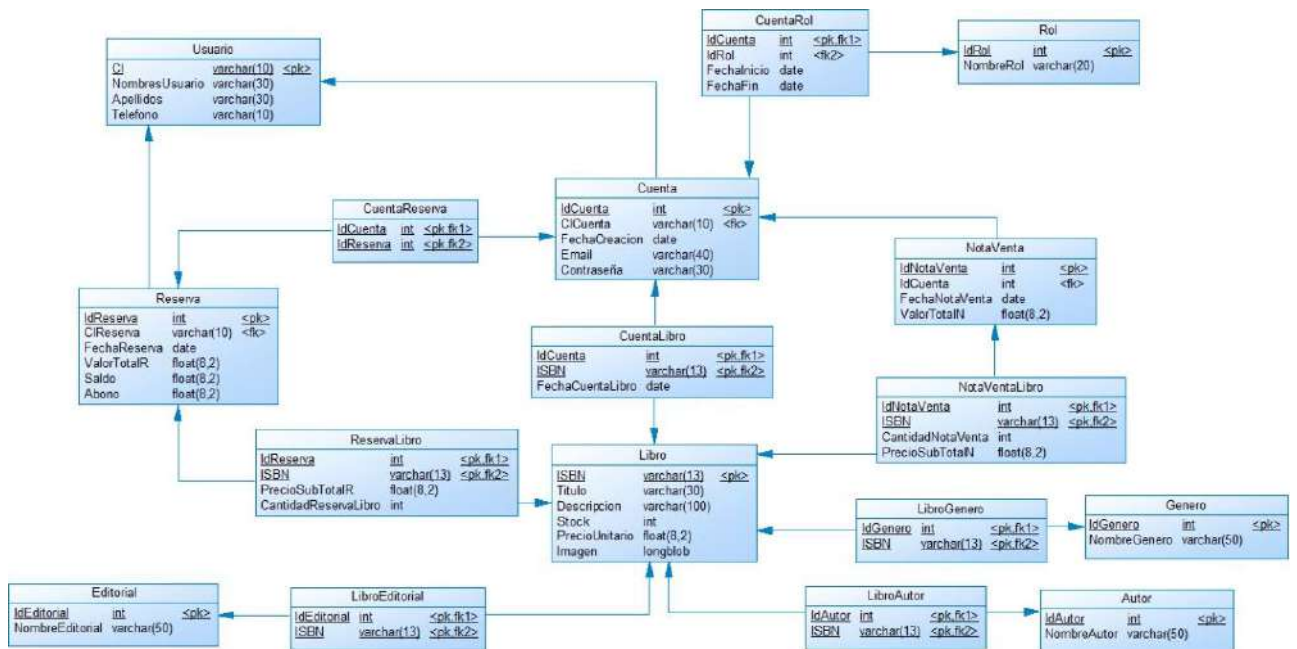 CuentaRol
IdCuenta int <pk,fk1>
IdRol int <fk2>
FechaInicio date
FechaFin date
Rol
IdRol int <pk>
NombreRol varchar(20)
Usuario
CI varchar(10) <pk>
NombresUsuario varchar(30)
Apellidos varchar(30)
Telefono varchar(10)
Cuenta
IdCuenta int <pk>
CICuenta varchar(10) <fk>
FechaCreacion date
Email varchar(40)
Contraseña varchar(30)
CuentaReserva
IdCuenta int <pk,fk1>
IdReserva int <pk,fk2>
NotaVenta
IdNotaVenta int <pk>
IdCuenta int <fk>
FechaNotaVenta date
ValorTotalN float(8,2)
Reserva
IdReserva int <pk>
CIReserva varchar(10) <fk>
FechaReserva date
ValorTotalR float(8,2)
Saldo float(8,2)
Abono float(8,2)
CuentaLibro
IdCuenta int <pk,fk1>
ISBN varchar(13) <pk,fk2>
FechaCuentaLibro date
NotaVentaLibro
IdNotaVenta int <pk,fk1>
ISBN varchar(13) <pk,fk2>
CantidadNotaVenta int
PrecioSubTotalN float(8,2)
ReservaLibro
IdReserva int <pk,fk1>
ISBN varchar(13) <pk,fk2>
PrecioSubTotalR float(8,2)
CantidadReservaLibro int
Libro
ISBN varchar(13) <pk>
Titulo varchar(30)
Descripcion varchar(100)
Stock int
PrecioUnitario float(8,2)
Imagen longblob
LibroGenero
IdGenero int <pk,fk1>
ISBN varchar(13) <pk,fk2>
Genero
IdGenero int <pk>
NombreGenero varchar(50)
Editorial
IdEditorial int <pk>
NombreEditorial varchar(50)
LibroEditorial
IdEditorial int <pk,fk1>
ISBN varchar(13) <pk,fk2>
LibroAutor
IdAutor int <pk,fk1>
ISBN varchar(13) <pk,fk2>
Autor
IdAutor int <pk>
NombreAutor varchar(50)